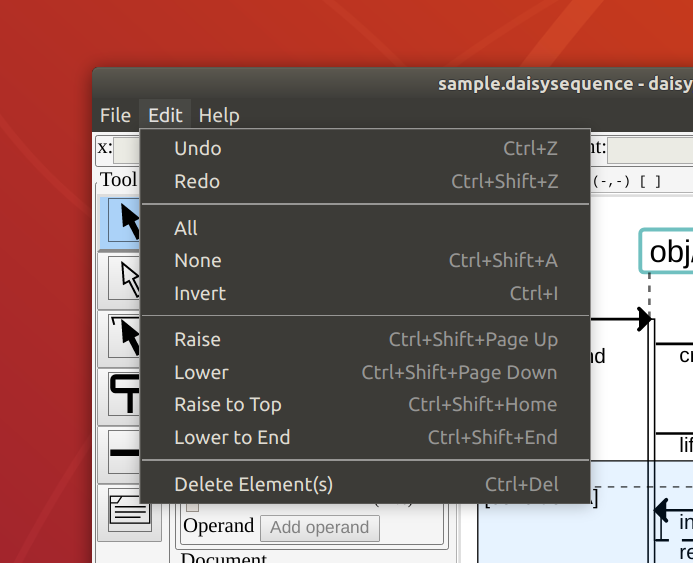 sample.daisysequence - daisy
File Edit Help
x:
nt:
Tool
(-,-) [ ]
Undo Ctrl+Z
Redo Ctrl+Shift+Z
All
None Ctrl+Shift+A
Invert Ctrl+I
Raise Ctrl+Shift+Page Up
Lower Ctrl+Shift+Page Down
Raise to Top Ctrl+Shift+Home
Lower to End Ctrl+Shift+End
Delete Element(s) Ctrl+Del
obj/
nd
cr
lif
Operand Add operand
Document
in
re